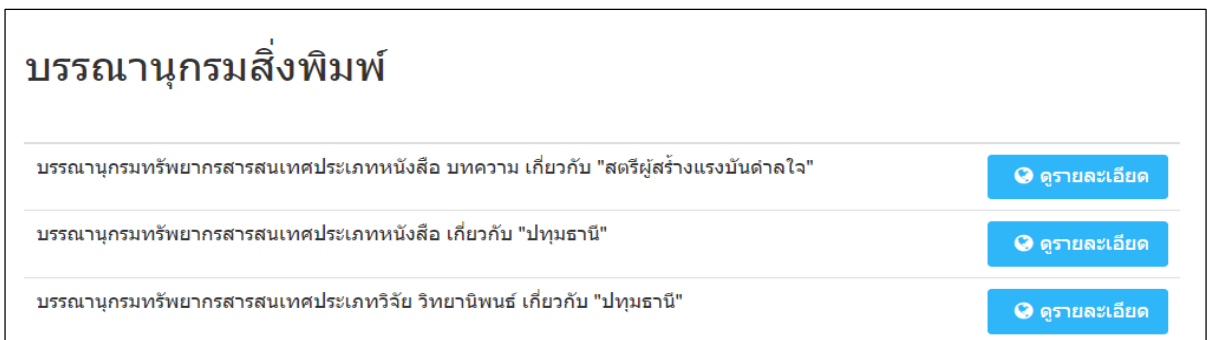 บรรณานุกรมสิ่งพิมพ์
บรรณานุกรมทรัพยากรสารสนเทศประเภทหนังสือ บทความ เกี่ยวกับ "สตรีผู้สร้างแรงบันดาลใจ"
ดูรายละเอียด
บรรณานุกรมทรัพยากรสารสนเทศประเภทหนังสือ เกี่ยวกับ "ปทุมธานี"
ดูรายละเอียด
บรรณานุกรมทรัพยากรสารสนเทศประเภทวิจัย วิทยานิพนธ์ เกี่ยวกับ "ปทุมธานี"
ดูรายละเอียด